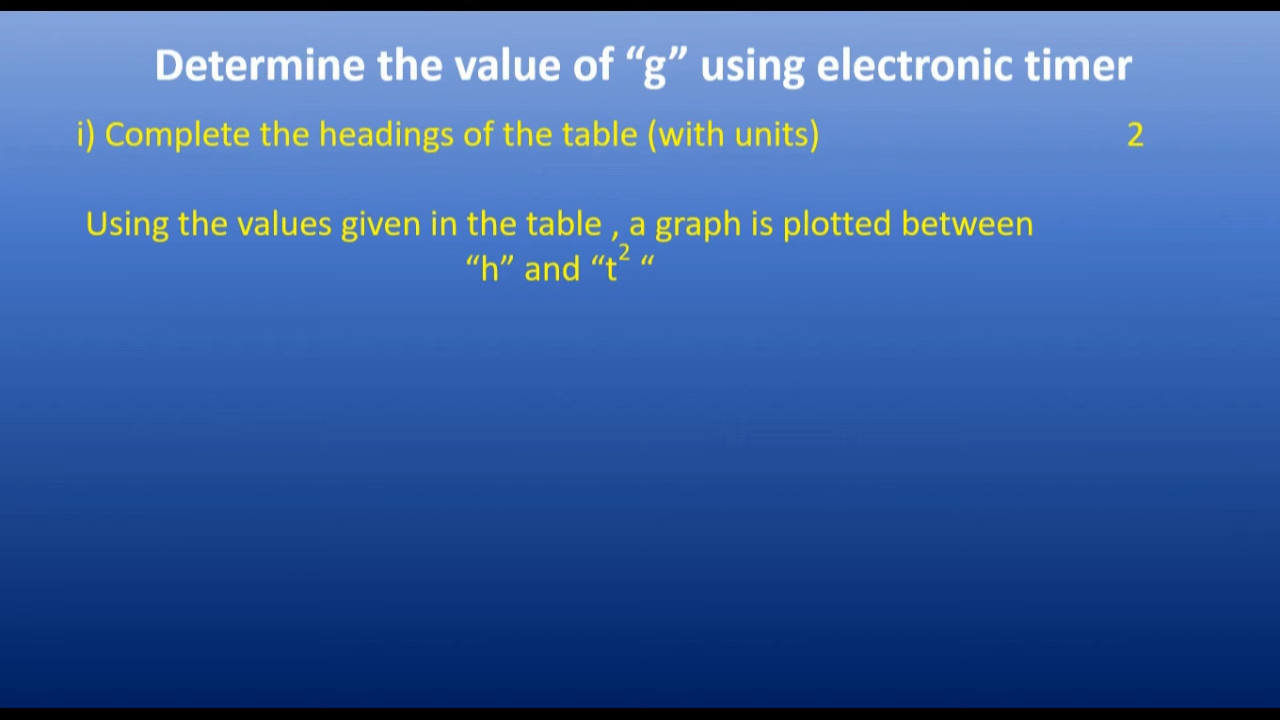 Determine the value of “g” using electronic timer
i) Complete the headings of the table (with units) 2
Using the values given in the table , a graph is plotted between
“h” and “t² “